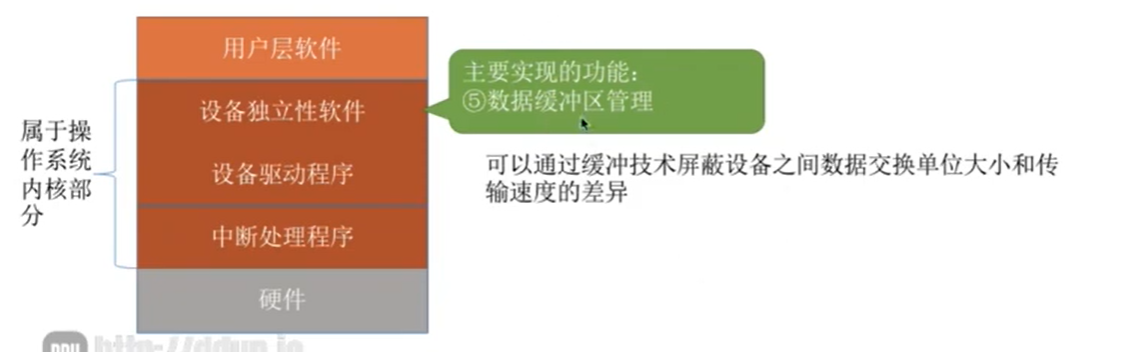 用户层软件
主要实现的功能：
⑤数据缓冲区管理
设备独立性软件
属于操
作系统
内核部
分
可以通过缓冲技术屏蔽设备之间数据交换单位大小和传
输速度的差异
设备驱动程序
中断处理程序
硬件